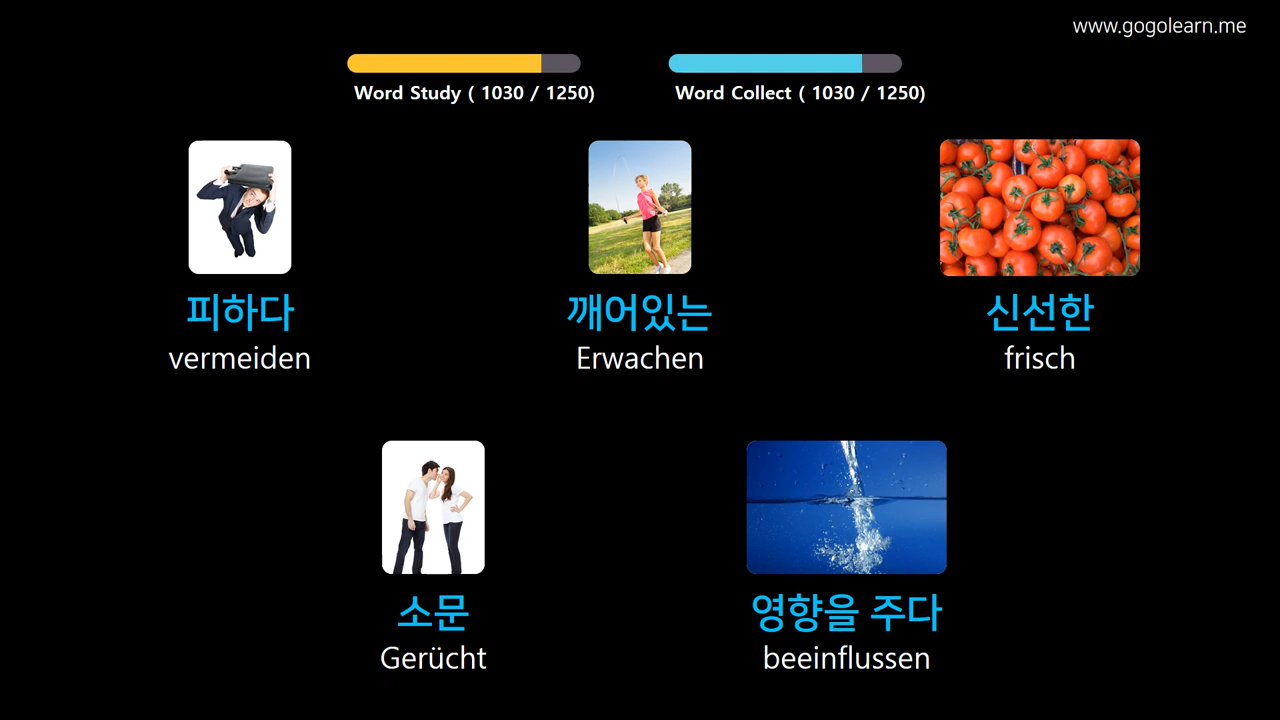 www.gogolearn.me
Word Study ( 1030 / 1250)
Word Collect ( 1030 / 1250)
피하다
vermeiden
깨어있는
Erwachen
신선한
frisch
소문
Gerücht
영향을 주다
beeinflussen